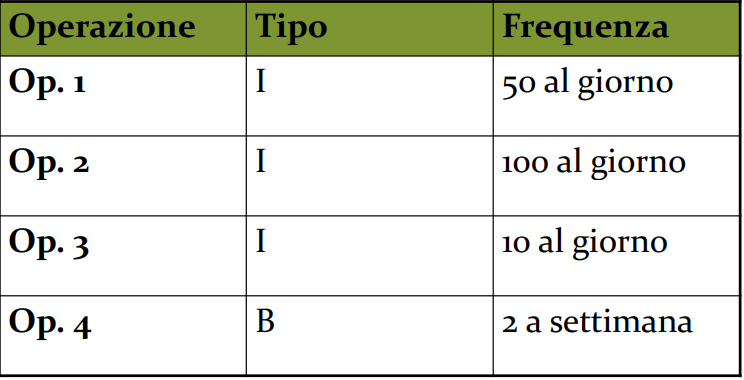 Operazione Tipo Frequenza
Op. 1 I 50 al giorno
Op. 2 I 100 al giorno
Op. 3 I 10 al giorno
Op. 4 B 2 a settimana